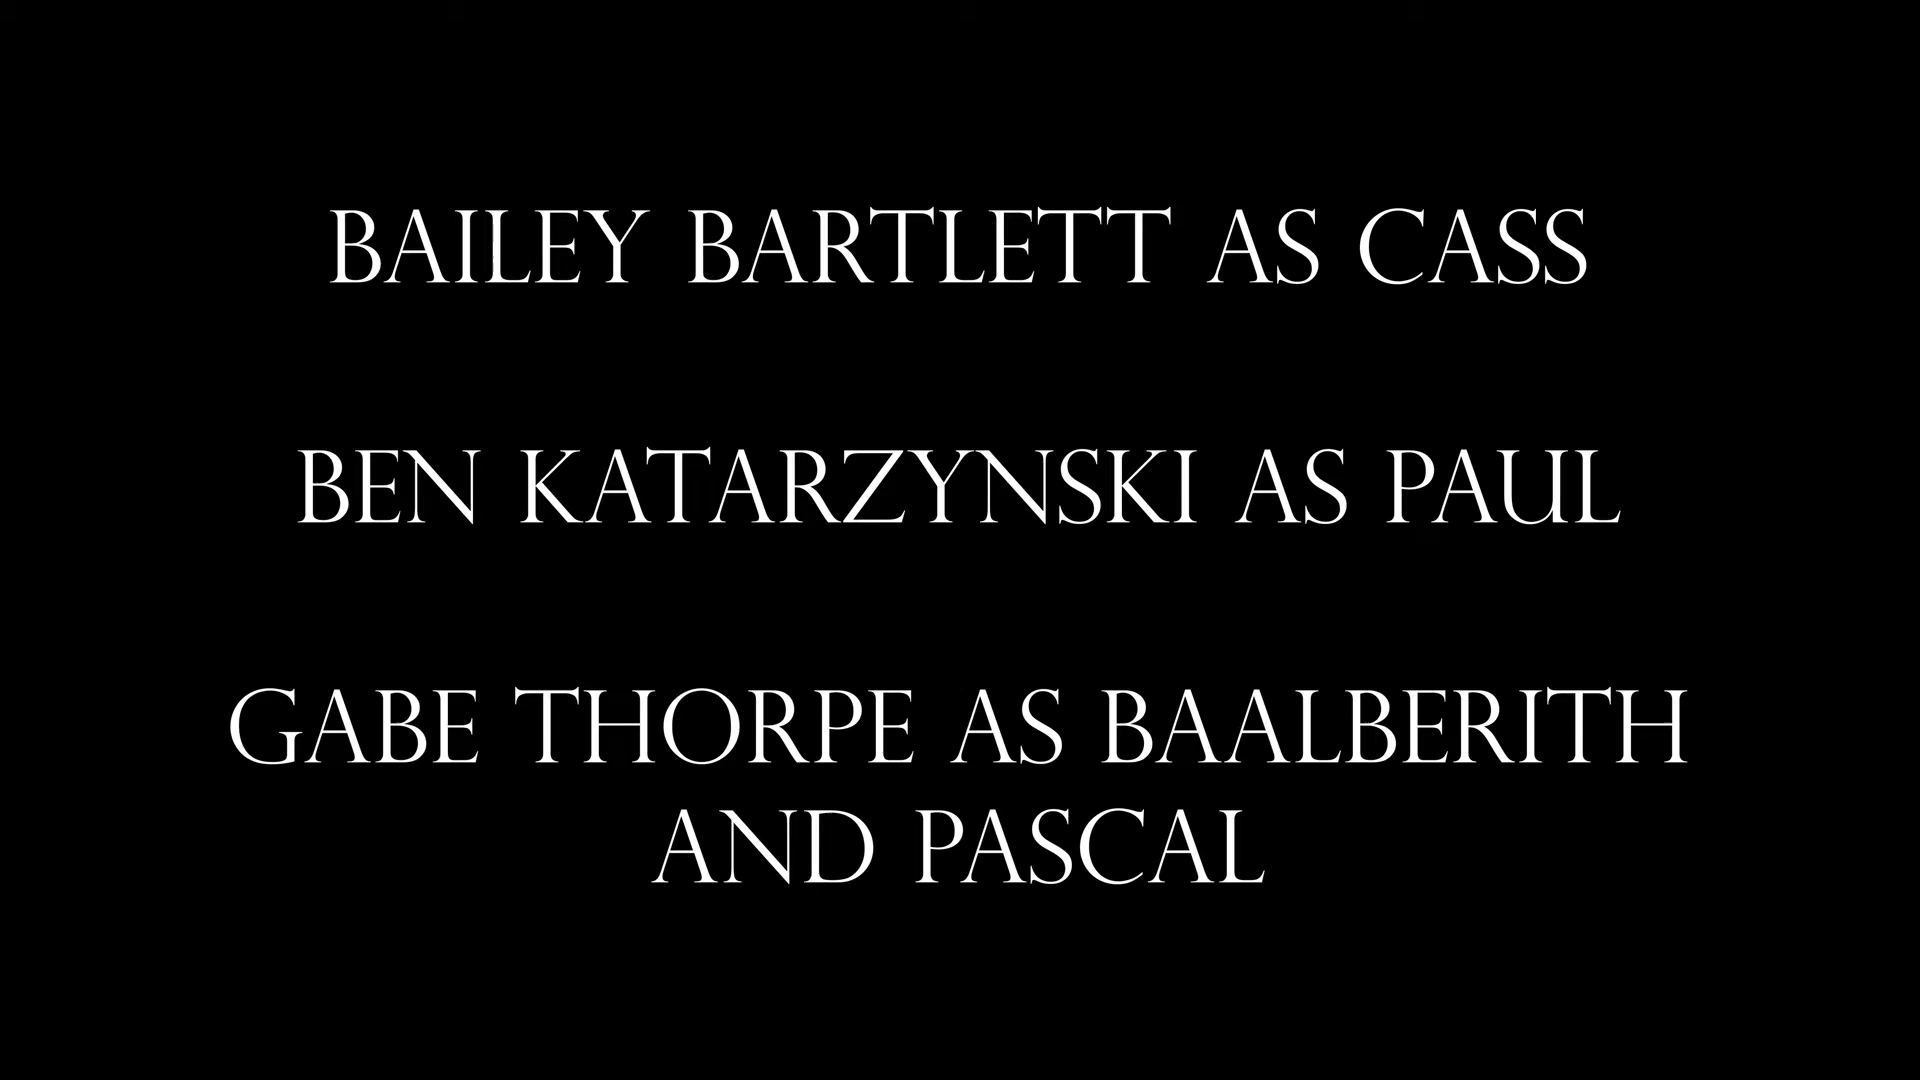 BAILEY BARTLETT AS CASS
BEN KATARZYNSKI AS PAUL
GABE THORPE AS BAALBERITH
AND PASCAL